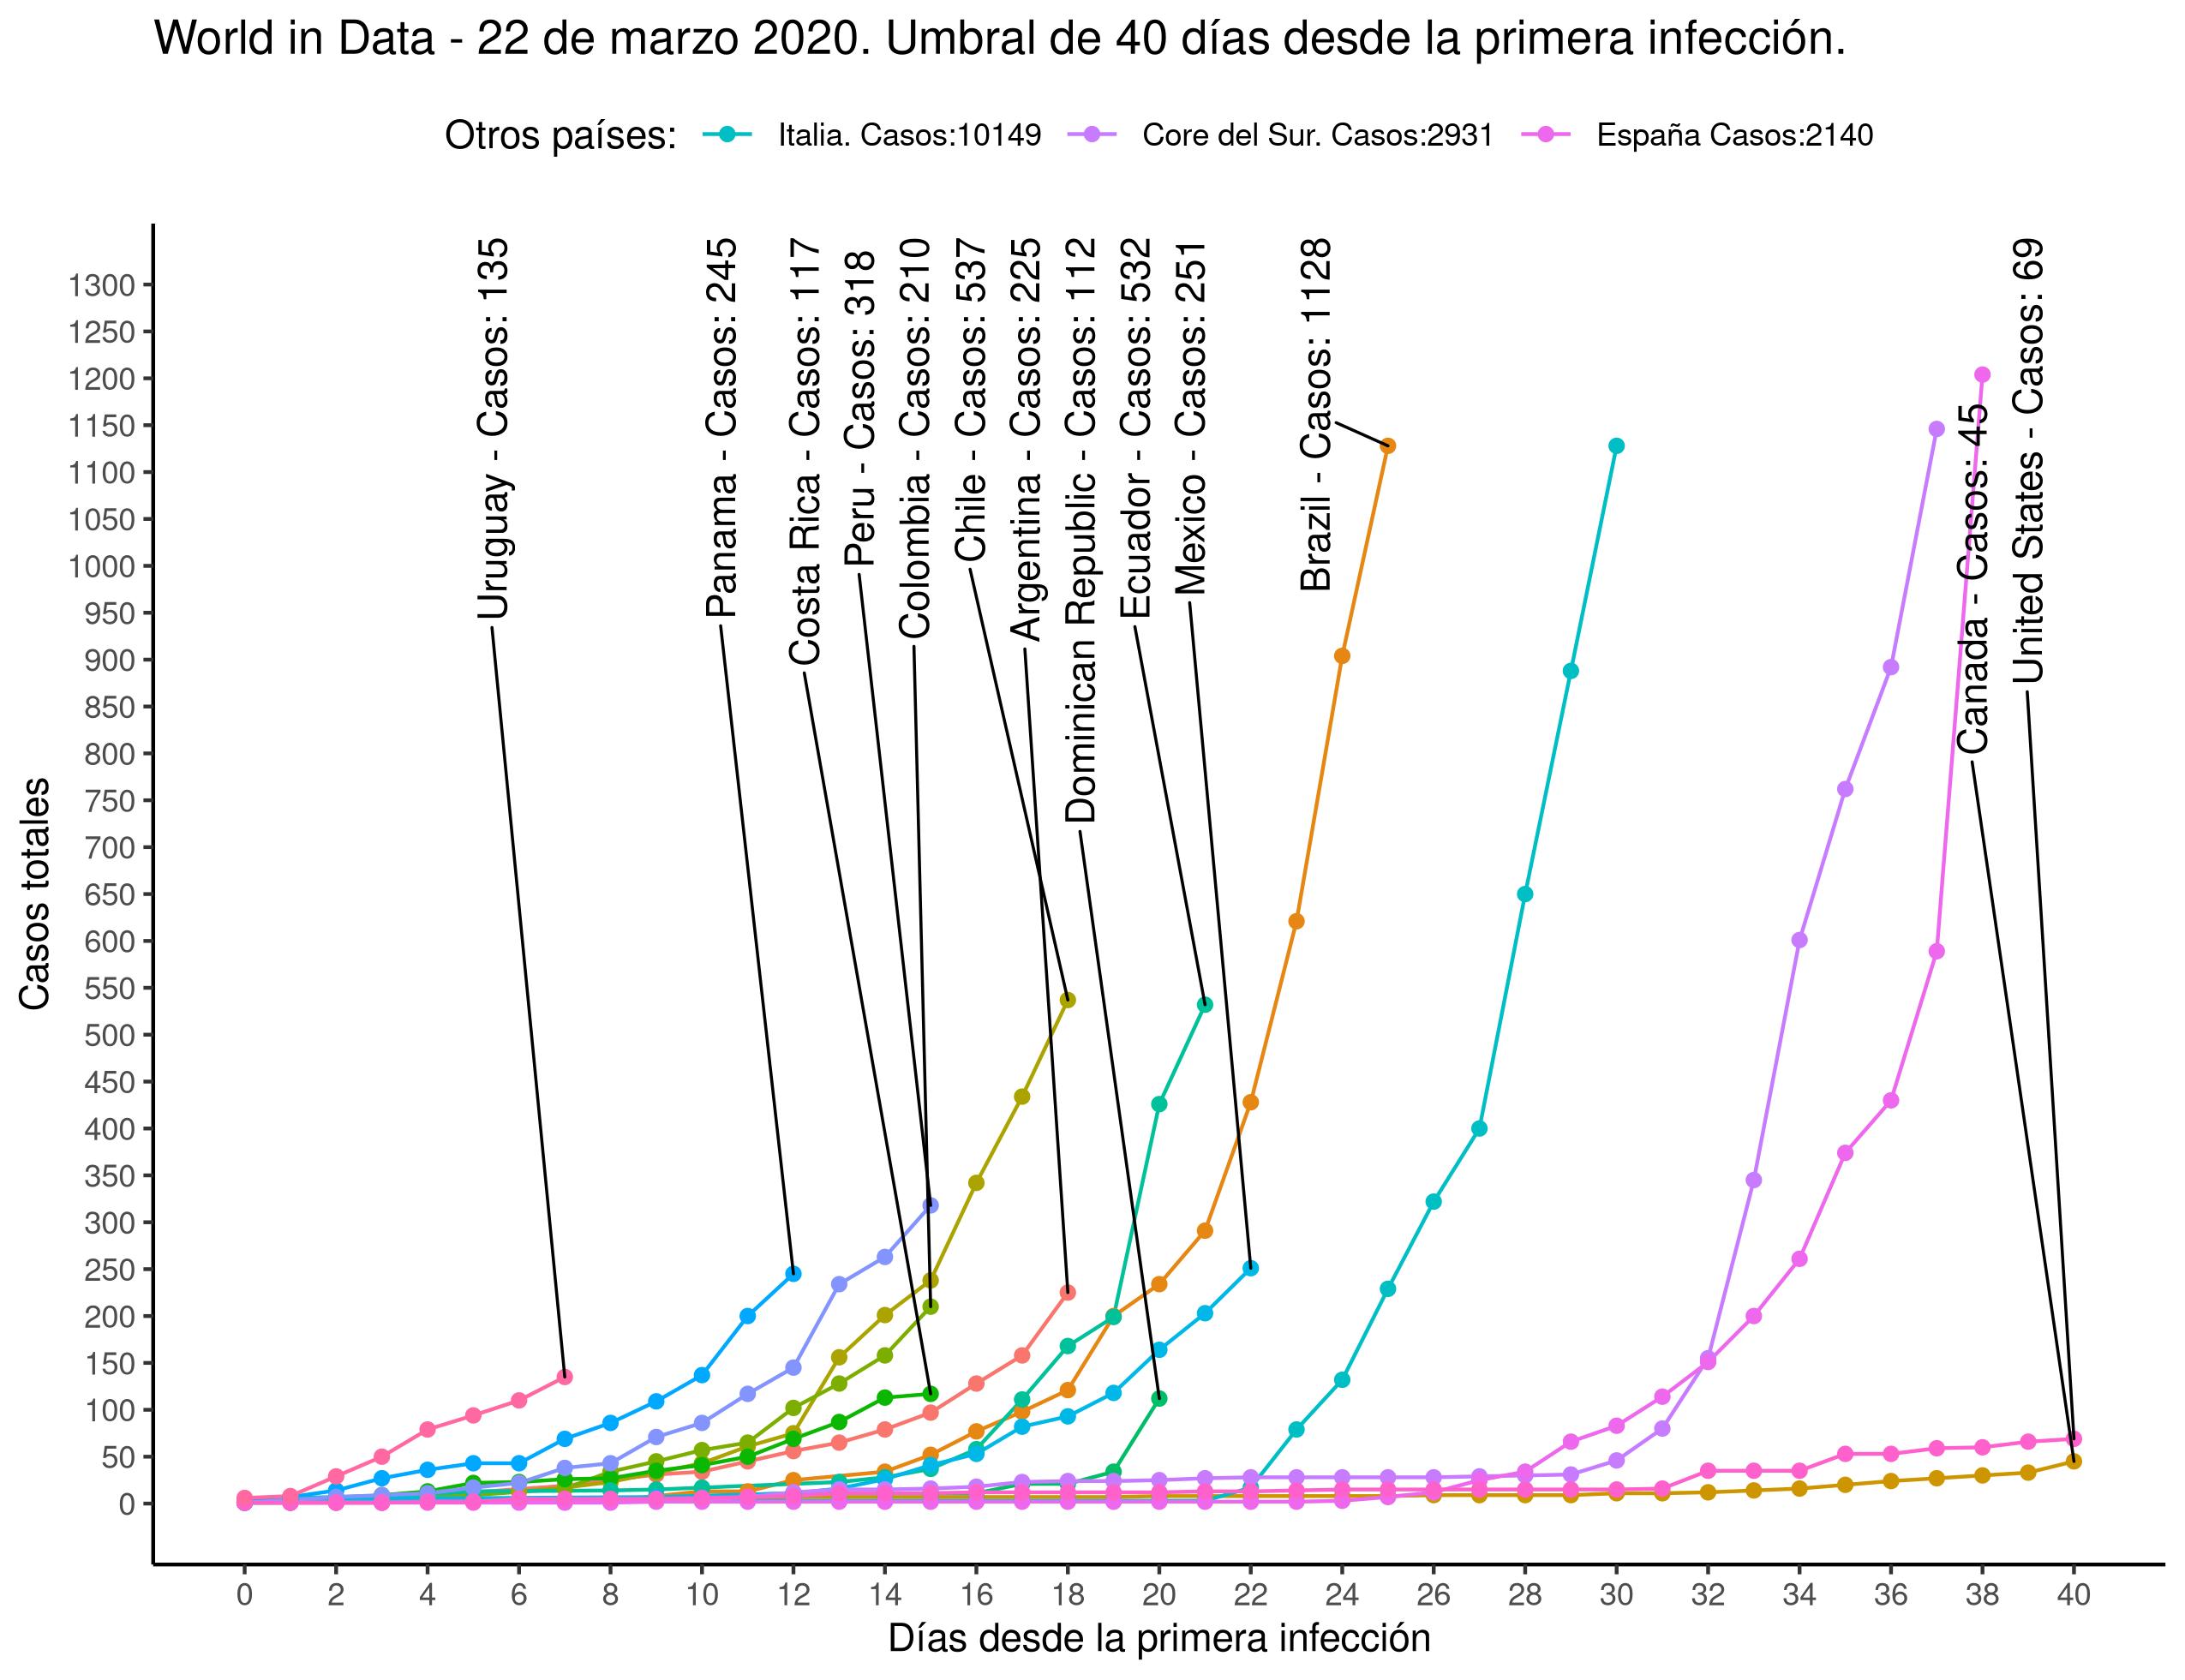 World in Data - 22 de marzo 2020. Umbral de 40 días desde la primera infección.
Otros países: Italia. Casos:10149 Core del Sur. Casos:2931 España Casos:2140
Uruguay - Casos: 135
Panama - Casos: 245
Costa Rica - Casos: 117
Peru - Casos: 318
Colombia - Casos: 210
Chile - Casos: 537
Argentina - Casos: 225
Dominican Republic - Casos: 112
Ecuador - Casos: 532
Mexico - Casos: 251
Brazil - Casos: 1128
Canada - Casos: 45
United States - Casos: 69
1300
1250
1200
1150
1100
1050
1000
950
900
850
800
750
700
650
600
550
500
450
400
350
300
250
200
150
100
50
0
Casos totales
0 2 4 6 8 10 12 14 16 18 20 22 24 26 28 30 32 34 36 38 40
Días desde la primera infección